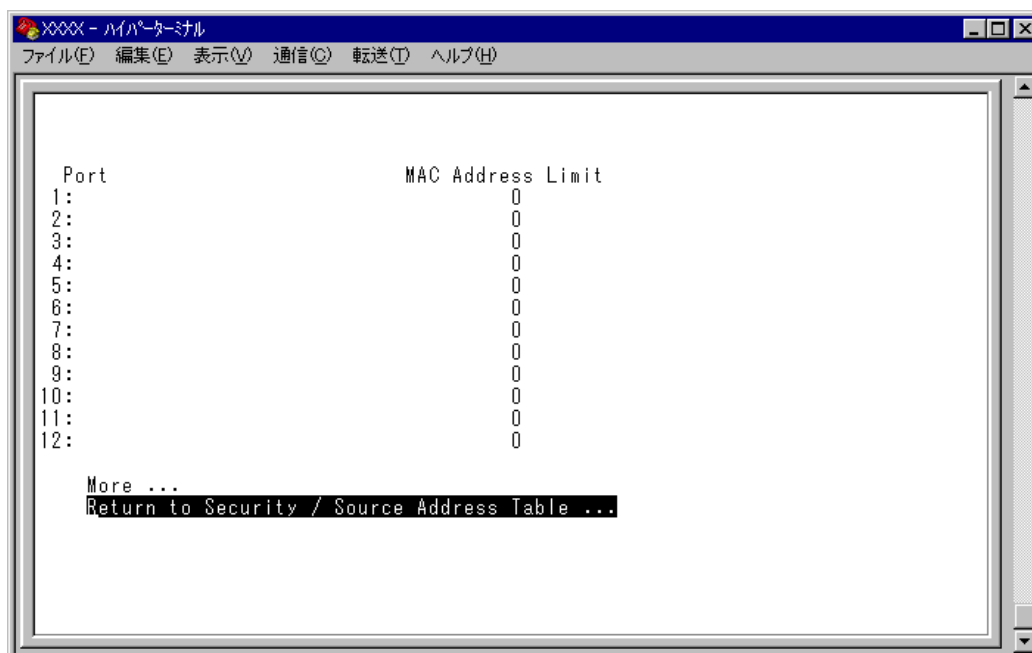 XXXX - ハイパーターミナル
ファイル(F) 編集(E) 表示(V) 通信(C) 転送(T) ヘルプ(H)
Port MAC Address Limit
1: 0
2: 0
3: 0
4: 0
5: 0
6: 0
7: 0
8: 0
9: 0
10: 0
11: 0
12: 0
More ...
Return to Security / Source Address Table ...